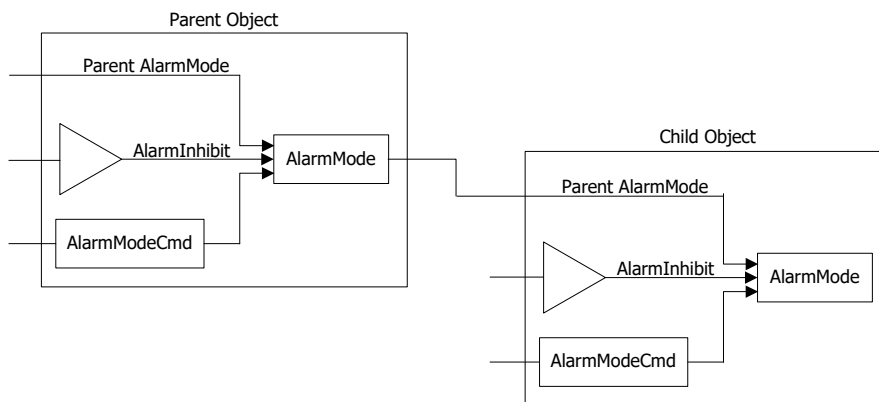 Parent Object
Parent AlarmMode
AlarmInhibit
AlarmMode
AlarmModeCmd
Child Object
Parent AlarmMode
AlarmInhibit
AlarmMode
AlarmModeCmd